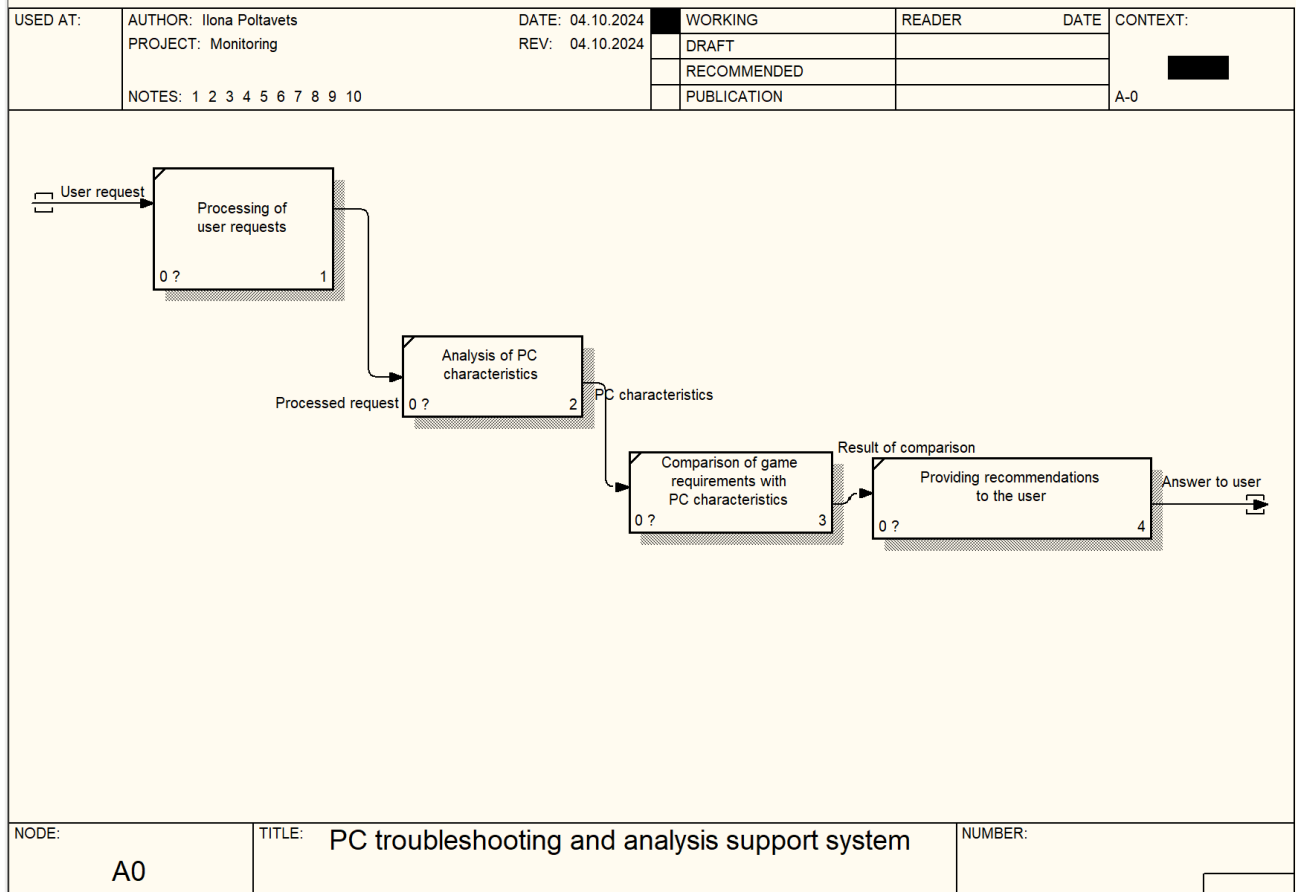 USED AT:
AUTHOR: Ilona Poltavets
DATE: 04.10.2024
PROJECT: Monitoring
REV: 04.10.2024
NOTES: 1 2 3 4 5 6 7 8 9 10
WORKING
DRAFT
RECOMMENDED
PUBLICATION
READER
DATE
CONTEXT:
A-0
User request
Processing of
user requests
0 ?
1
Analysis of PC
characteristics
Processed request
0 ?
2
PC characteristics
Comparison of game
requirements with
PC characteristics
0 ?
3
Result of comparison
Providing recommendations
to the user
0 ?
4
Answer to user
NODE:
A0
TITLE:
PC troubleshooting and analysis support system
NUMBER: